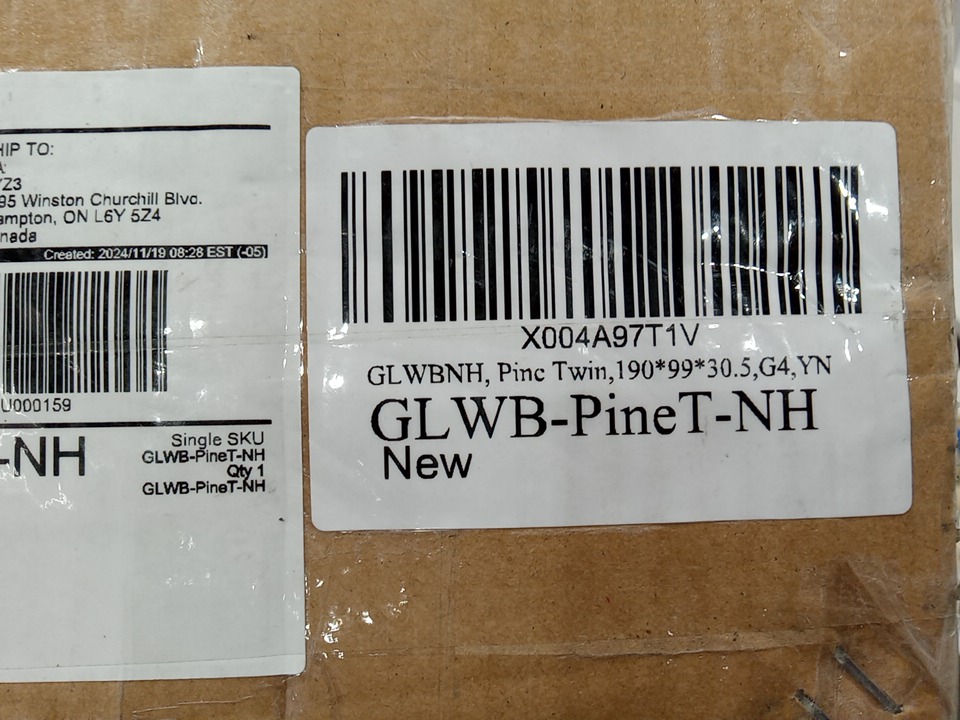 HIP TO:
A:
YZ3
95 Winston Churchill Blvd.
ampton, ON L6Y 5Z4
nada
Created: 2024/11/19 08:28 EST (-05)
U000159
-NH
Single SKU
GLWB-PineT-NH
Qty 1
GLWB-PineT-NH
X004A97T1V
GLWBNH, Pine Twin,190*99*30.5,G4,YN
GLWB-PineT-NH
New